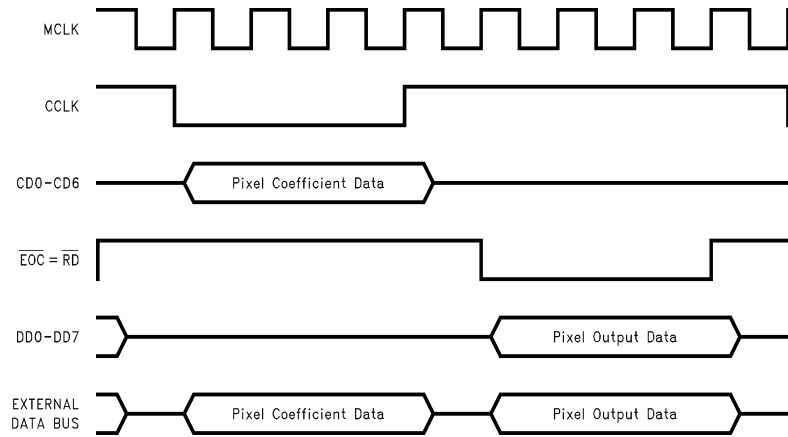 MCLK
CCLK
CD0-CD6
Pixel Coefficient Data
EOC = RD
DD0-DD7
Pixel Output Data
EXTERNAL
DATA BUS
Pixel Coefficient Data
Pixel Output Data